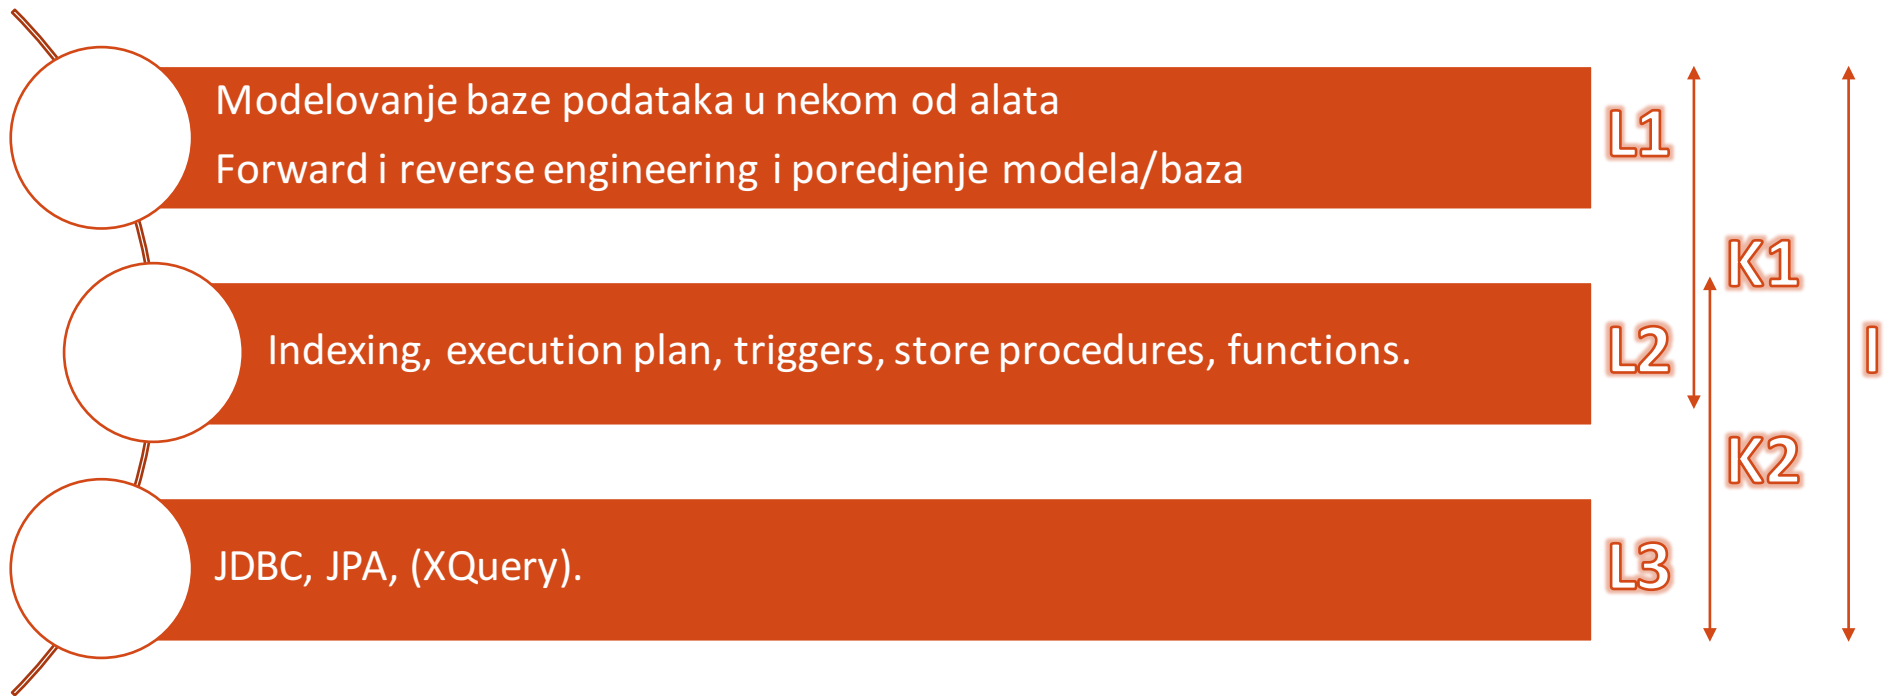 Modelovanje baze podataka u nekom od alata
Forward i reverse engineering i poredjenje modela/baza
L1
K1
Indexing, execution plan, triggers, store procedures, functions.
L2
I
K2
JDBC, JPA, (XQuery).
L3